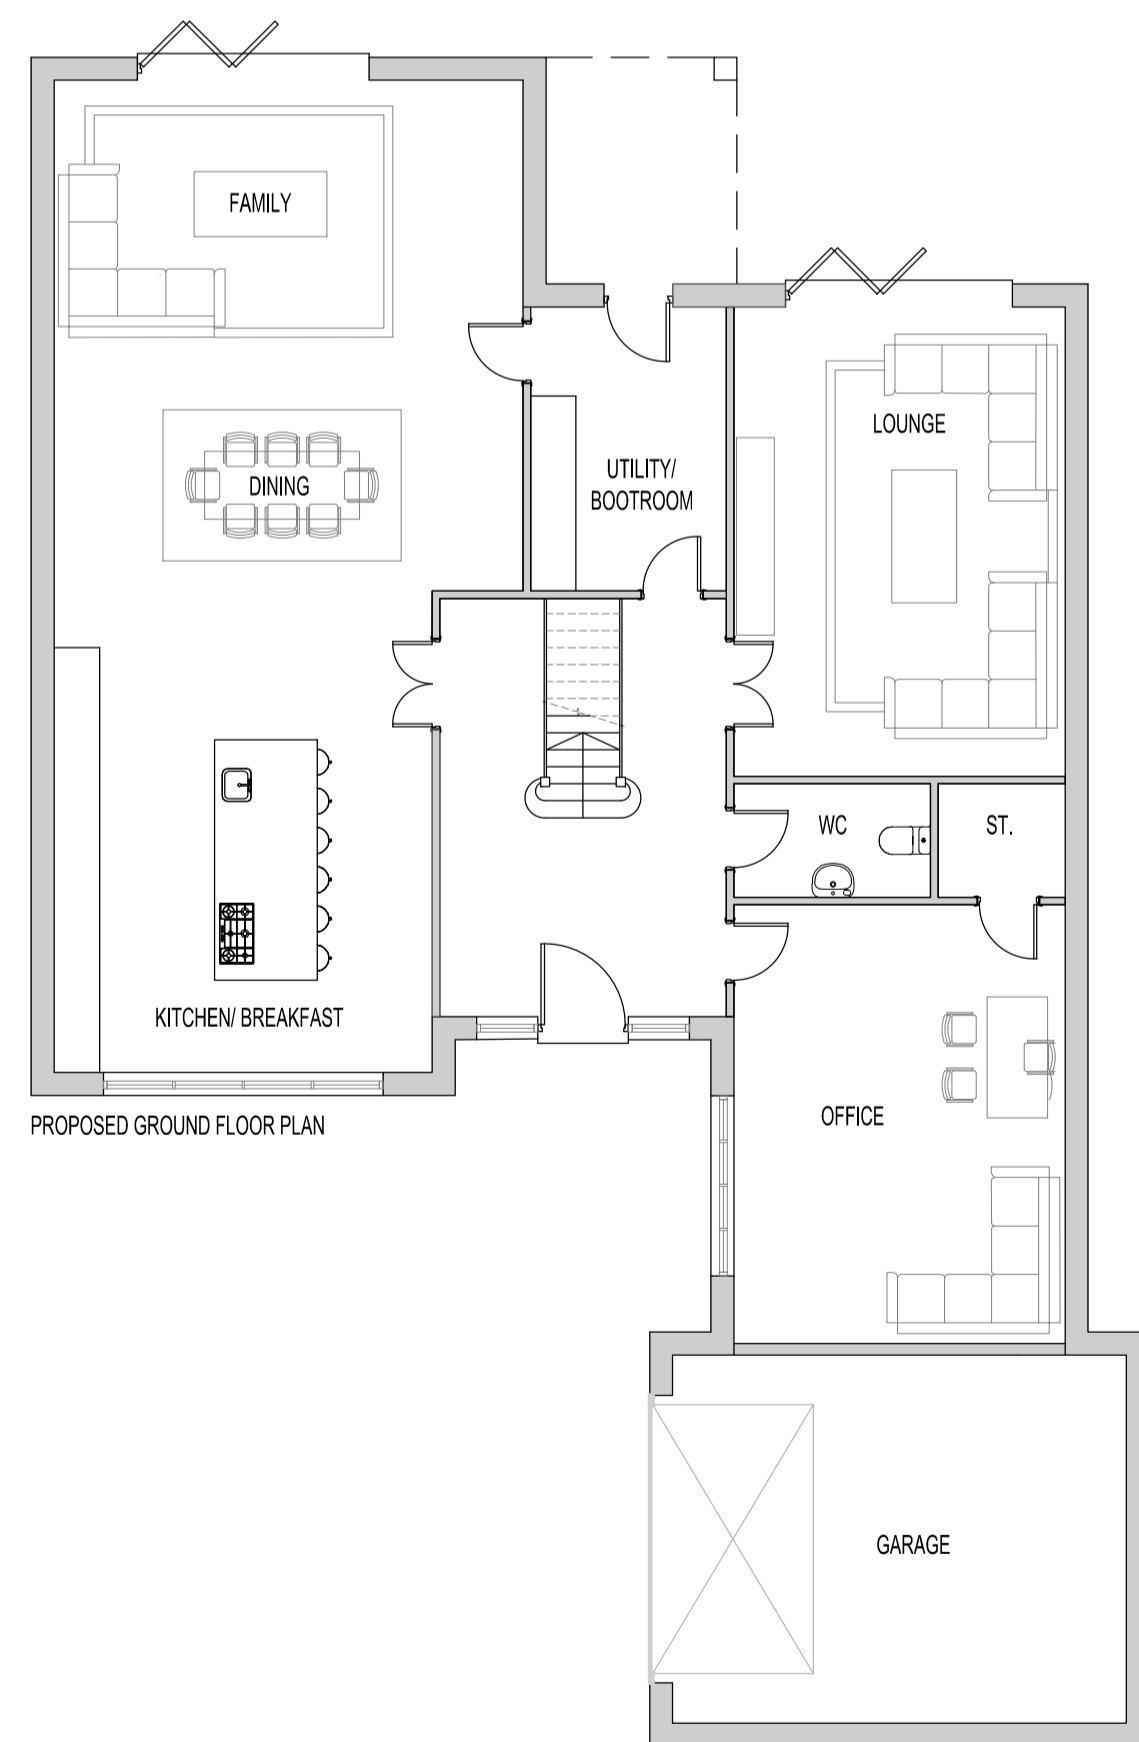 FAMILY
LOUNGE
UTILITY/
BOOTROOM
DINING
WC
ST.
KITCHEN/ BREAKFAST
OFFICE
PROPOSED GROUND FLOOR PLAN
GARAGE